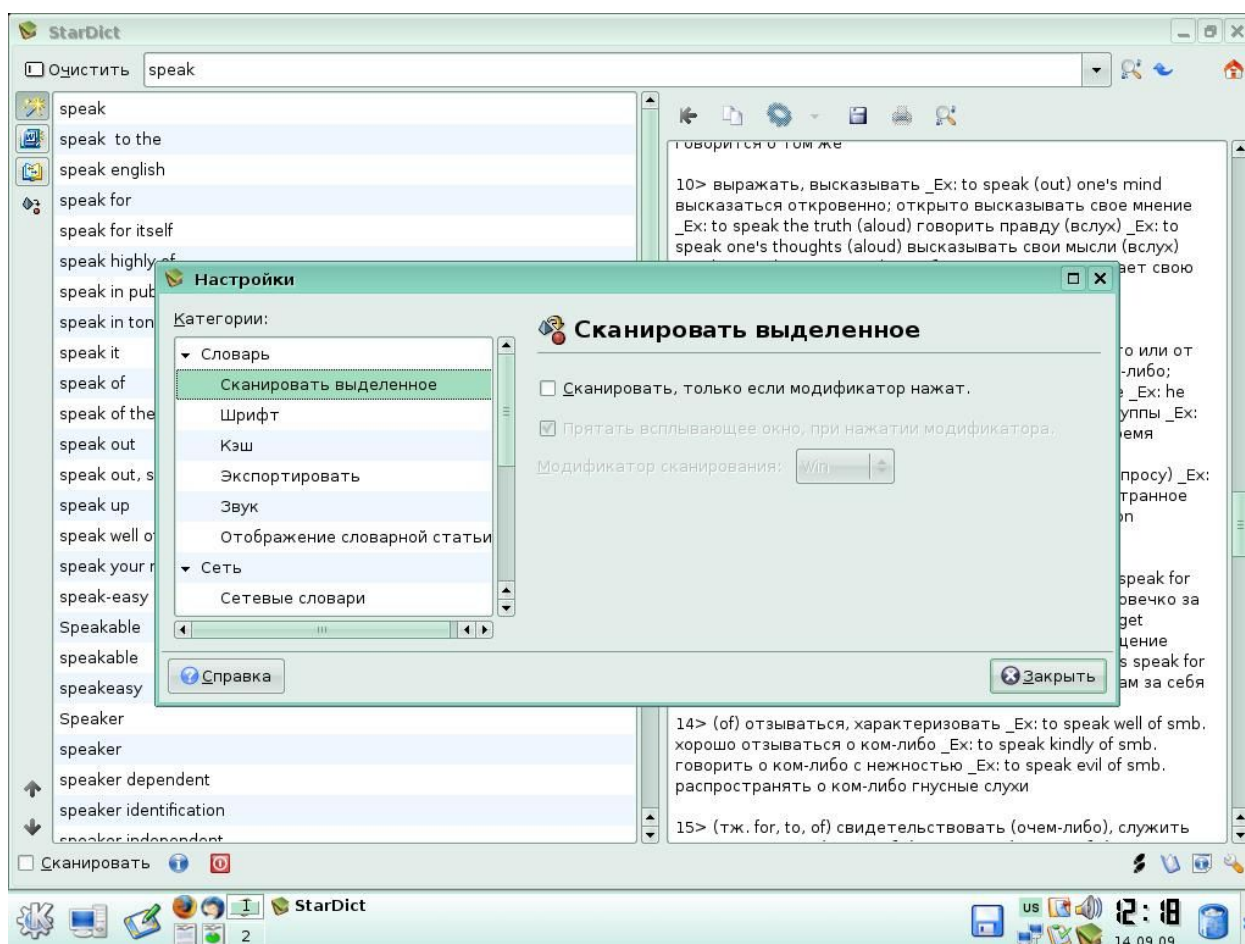 StarDict
Очистить
speak
speak
speak to the
speak english
speak for
speak for itself
speak highly of
speak in pub
speak in ton
speak it
speak of
speak of the
speak out
speak out, s
speak up
speak well o
speak your r
speak-easy
Speakable
speakable
speakeasy
Speaker
speaker
speaker dependent
speaker identification
speaker independent
говорится о том же
10> выражать, высказывать _Ex: to speak (out) one's mind
высказаться откровенно; открыто высказывать свое мнение
_Ex: to speak the truth (aloud) говорить правду (вслух) _Ex: to
speak one's thoughts (aloud) высказывать свои мысли (вслух)
ает свою
то или от
-либо;
е _Ex: he
уппы _Ex:
емя
просу) _Ex:
транное
on
speak for
овечко за
get
щение
s speak for
ам за себя
14> (of) отзываться, характеризовать _Ex: to speak well of smb.
хорошо отзываться о ком-либо _Ex: to speak kindly of smb.
говорить о ком-либо с нежностью _Ex: to speak evil of smb.
распространять о ком-либо гнусные слухи
15> (тж. for, to, of) свидетельствовать (очем-либо), служить
Настройки
Категории:
Словарь
Сканировать выделенное
Шрифт
Кэш
Экспортировать
Звук
Отображение словарной статьи
Сеть
Сетевые словари
Сканировать выделенное
Сканировать, только если модификатор нажат.
Прятать всплывающее окно, при нажатии модификатора.
Модификатор сканирования: Win
Справка
Закрыть
Сканировать
1
2
StarDict
US
12:18
14.09.09